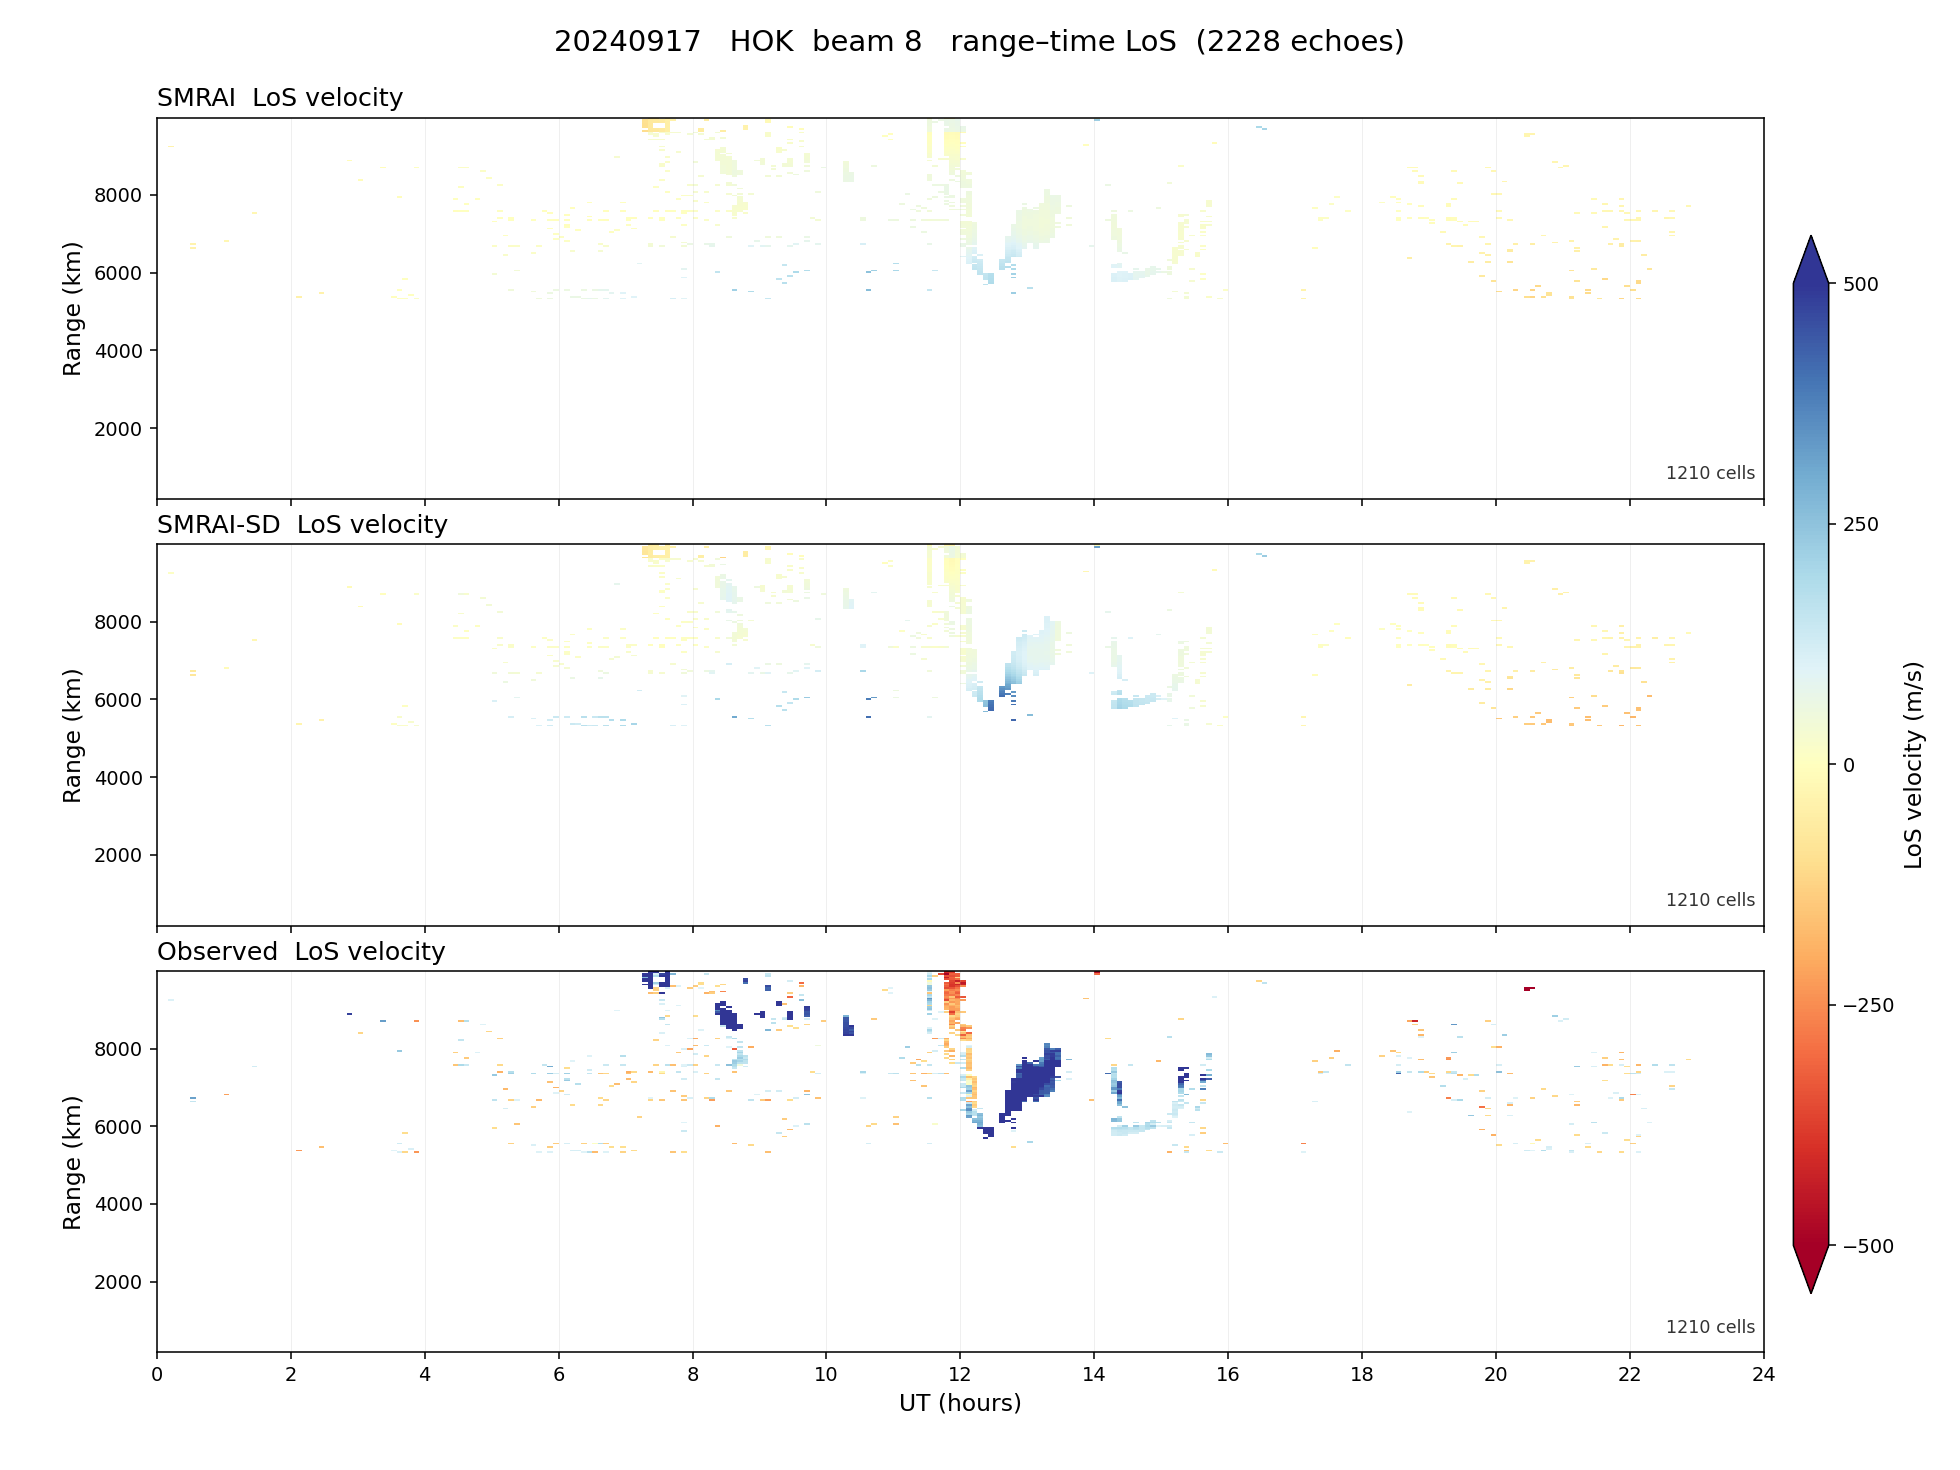 20240917   HOK  beam 8   range–time LoS  (2228 echoes)
SMRAI  LoS velocity
8000
6000
4000
2000
Range (km)
1210 cells
SMRAI-SD  LoS velocity
8000
6000
4000
2000
Range (km)
1210 cells
Observed  LoS velocity
8000
6000
4000
2000
Range (km)
1210 cells
0 2 4 6 8 10 12 14 16 18 20 22 24
UT (hours)
500
250
0
−250
−500
LoS velocity (m/s)